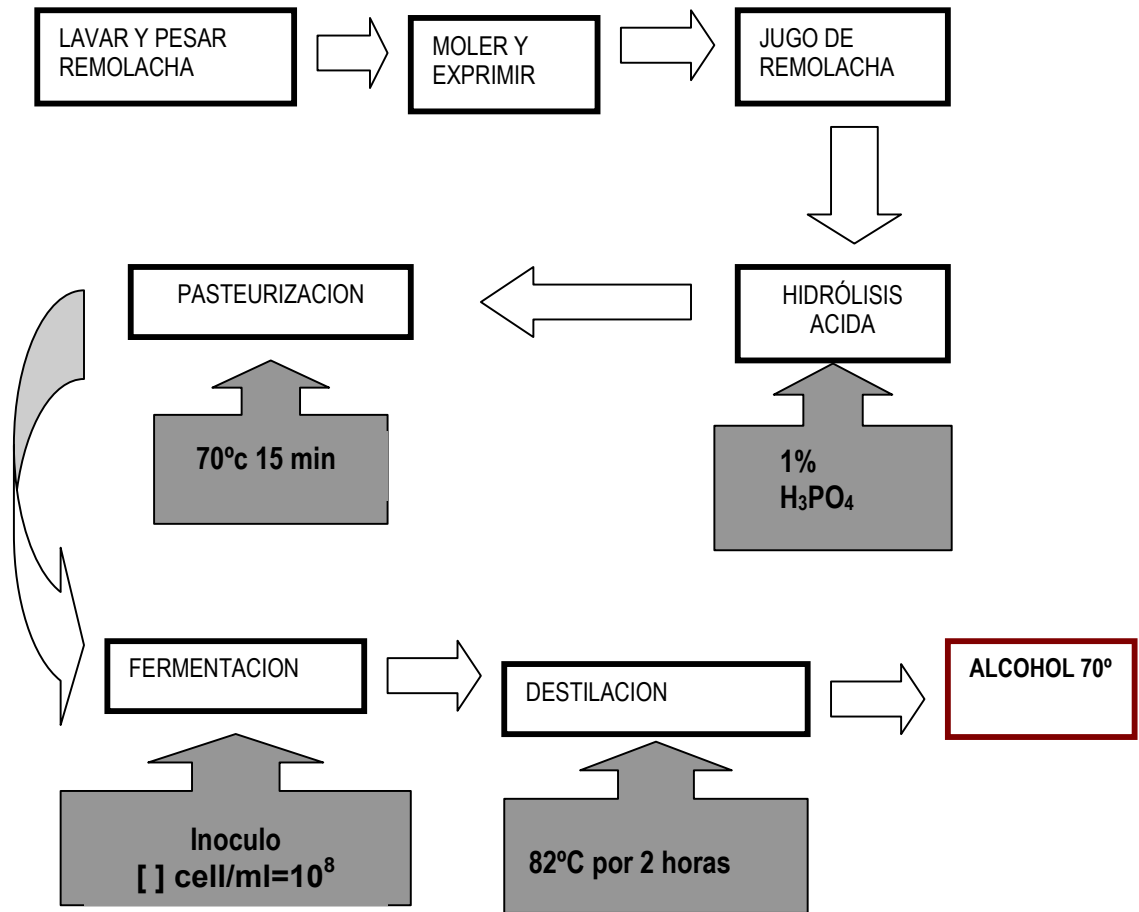 LAVAR Y PESAR
REMOLACHA
MOLER Y
EXPRIMIR
JUGO DE
REMOLACHA
HIDRÓLISIS
ACIDA
1%
H₃PO₄
PASTEURIZACION
70ºc 15 min
FERMENTACION
Inoculo
[ ] cell/ml=10⁸
DESTILACION
82ºC por 2 horas
ALCOHOL 70º